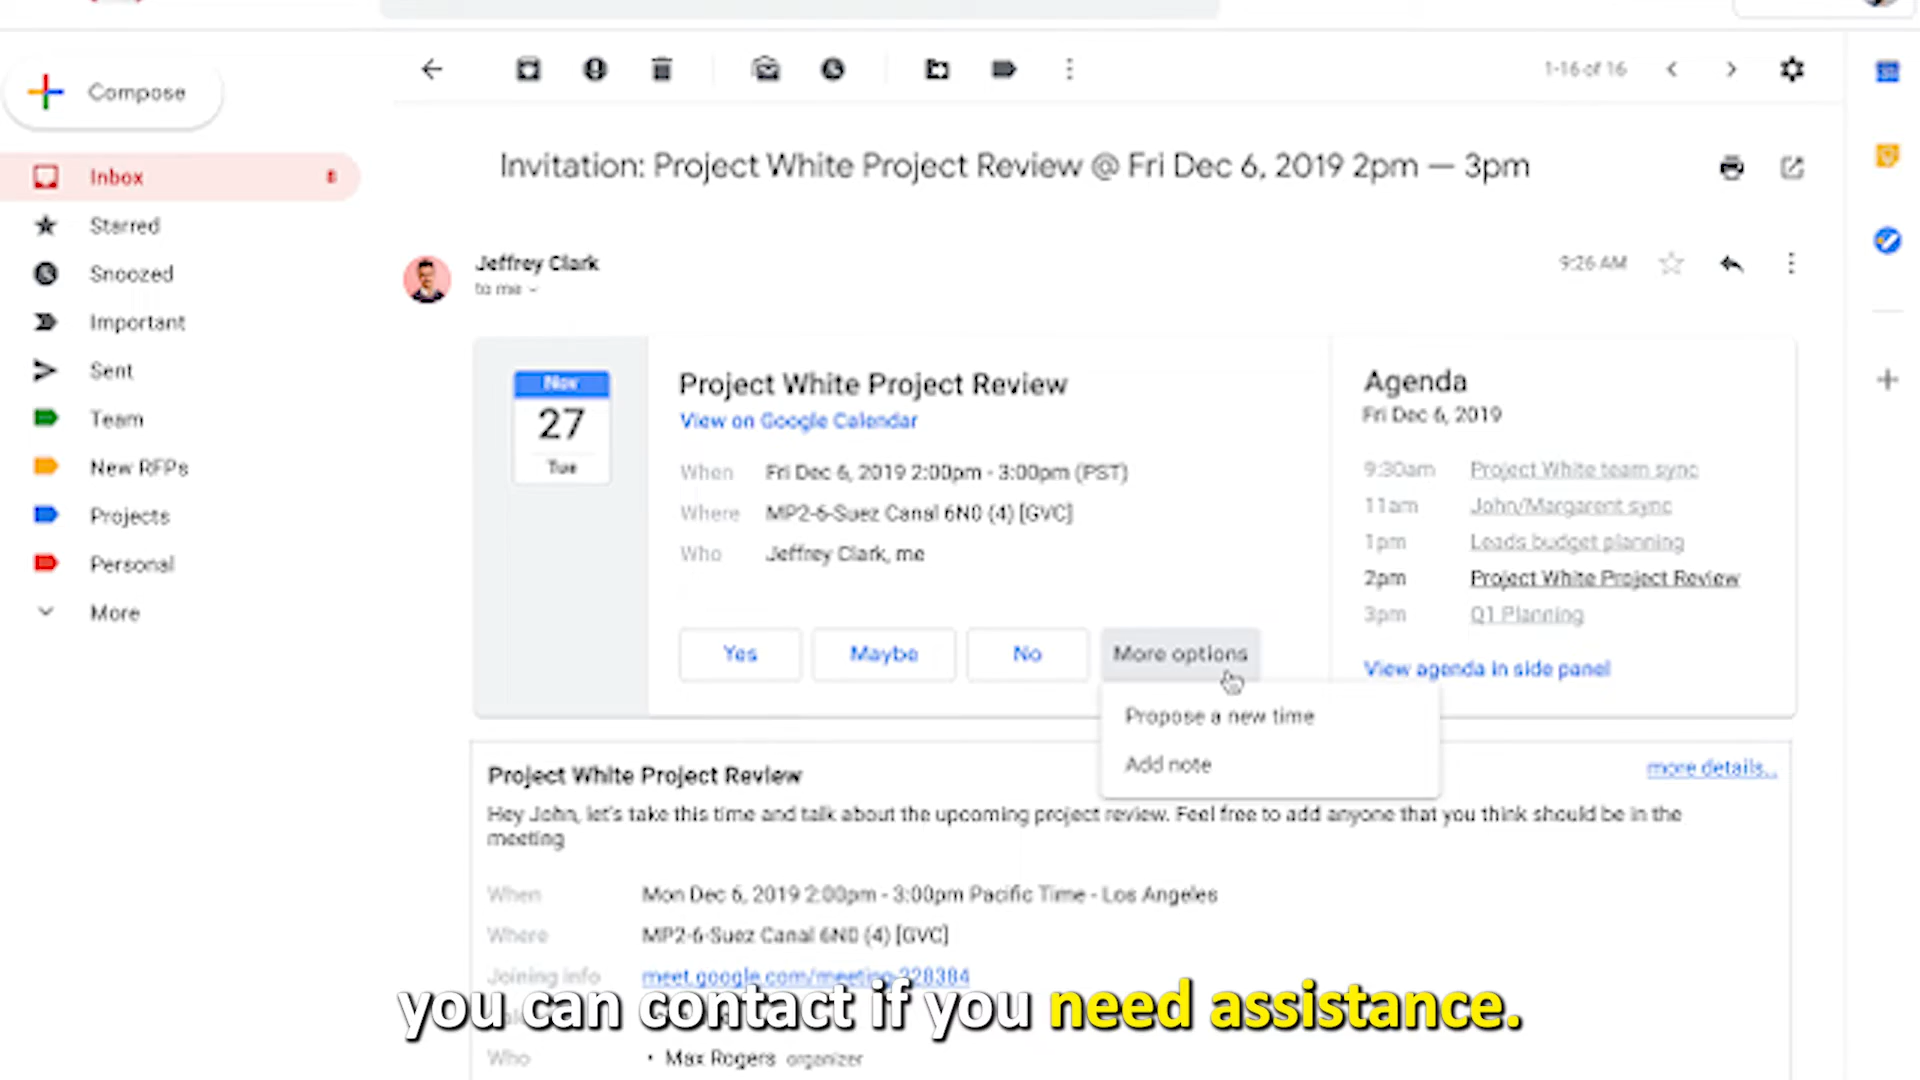 Compose
1-16 of 16
Inbox 8
Starred
Snoozed
Important
Sent
Team
New RFPs
Projects
Personal
More
Invitation: Project White Project Review @ Fri Dec 6, 2019 2pm — 3pm
Jeffrey Clark
to me
9:26 AM
Nov
27
Tue
Project White Project Review
View on Google Calendar
When Fri Dec 6, 2019 2:00pm - 3:00pm (PST)
Where MP2-6-Suez Canal 6N0 (4) [GVC]
Who Jeffrey Clark, me
Yes Maybe No More options
Propose a new time
Add note
Agenda
Fri Dec 6, 2019
9:30am Project White team sync
11am John/Margarent sync
1pm Leads budget planning
2pm Project White Project Review
3pm Q1 Planning
View agenda in side panel
Project White Project Review
more details...
Hey John, let's take this time and talk about the upcoming project review. Feel free to add anyone that you think should be in the
meeting
When Mon Dec 6, 2019 2:00pm - 3:00pm Pacific Time - Los Angeles
Where MP2-6-Suez Canal 6N0 (4) [GVC]
Joining info meet.google.com/meeting-328384
you can contact if you need assistance.
Who • Max Rogers organizer